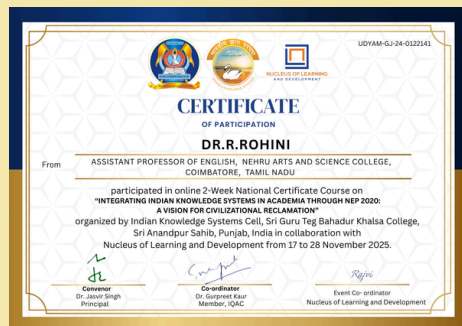 UDYAM-GJ-24-0122141
NUCLEUS OF LEARNING
AND DEVELOPMENT
CERTIFICATE
OF PARTICIPATION
DR.R.ROHINI
From
ASSISTANT PROFESSOR OF ENGLISH, NEHRU ARTS AND SCIENCE COLLEGE,
COIMBATORE, TAMIL NADU
participated in online 2-Week National Certificate Course on
"INTEGRATING INDIAN KNOWLEDGE SYSTEMS IN ACADEMIA THROUGH NEP 2020:
A VISION FOR CIVILIZATIONAL RECLAMATION"
organized by Indian Knowledge Systems Cell, Sri Guru Teg Bahadur Khalsa College,
Sri Anandpur Sahib, Punjab, India in collaboration with
Nucleus of Learning and Development from 17 to 28 November 2025.
Rajvi
Convenor
Dr. Jasvir Singh
Principal
Co-ordinator
Dr. Gurpreet Kaur
Member, IQAC
Event Co- ordinator
Nucleus of Learning and Development